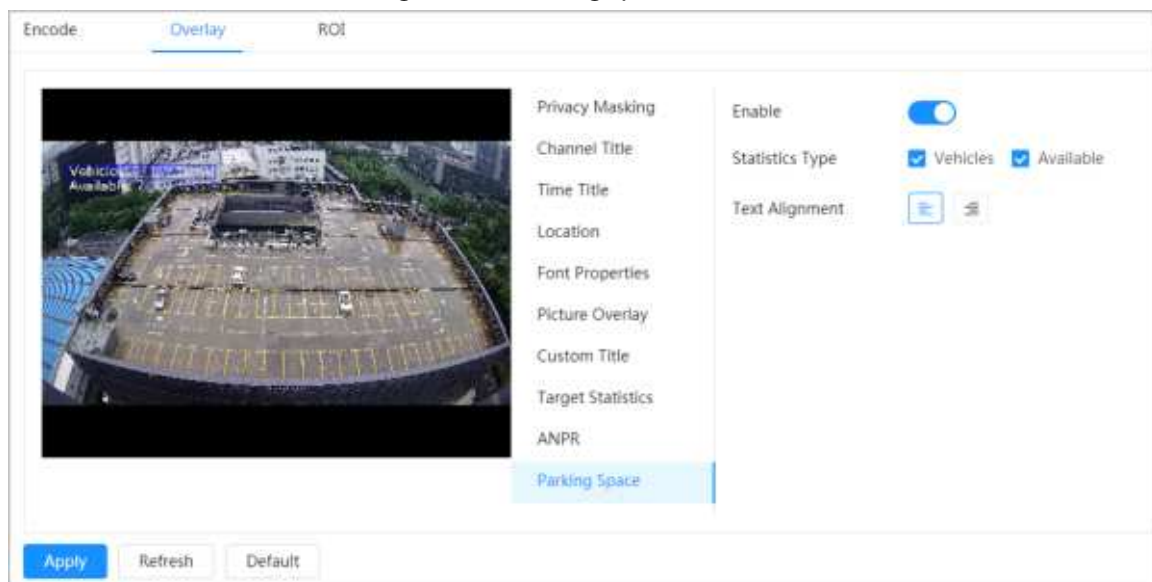 Encode Overlay ROI
Privacy Masking
Channel Title
Time Title
Location
Font Properties
Picture Overlay
Custom Title
Target Statistics
ANPR
Parking Space
Enable
Statistics Type Vehicles Available
Text Alignment
Available
Apply Refresh Default